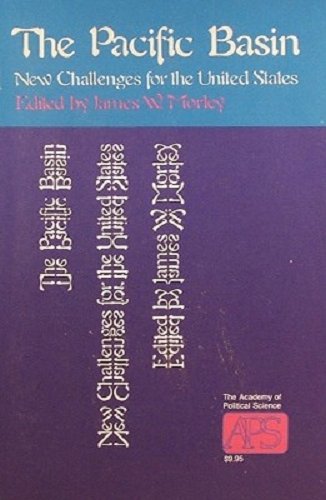 The Pacific Basin
New Challenges for the United States
Edited by James W. Morley
The Pacific Basin
New Challenges for the United States
Edited by James W Morley
The Academy of
Political Science
APS
$9.95